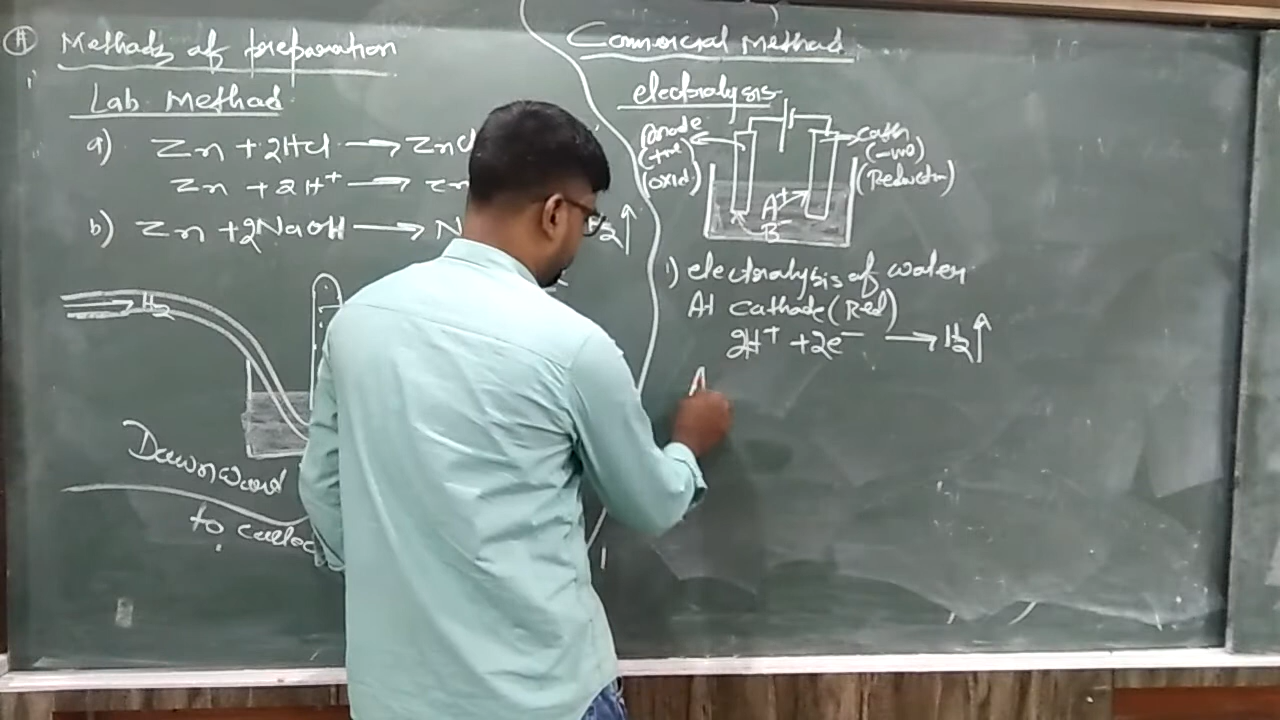 Methods of preparation
Lab Method
a) Zn + 2HCl → ZnCl
Zn + 2H⁺ → Zn
b) Zn + 2NaOH → N
H₂
Downward
to collec
Commercial Method
electrolysis
Anode
(+ve)
(oxid)
cath
(-ve)
(Reduction)
A⁺
B⁻
1) electrolysis of water
At cathode (Red)
2H⁺ + 2e⁻ → H₂↑
A